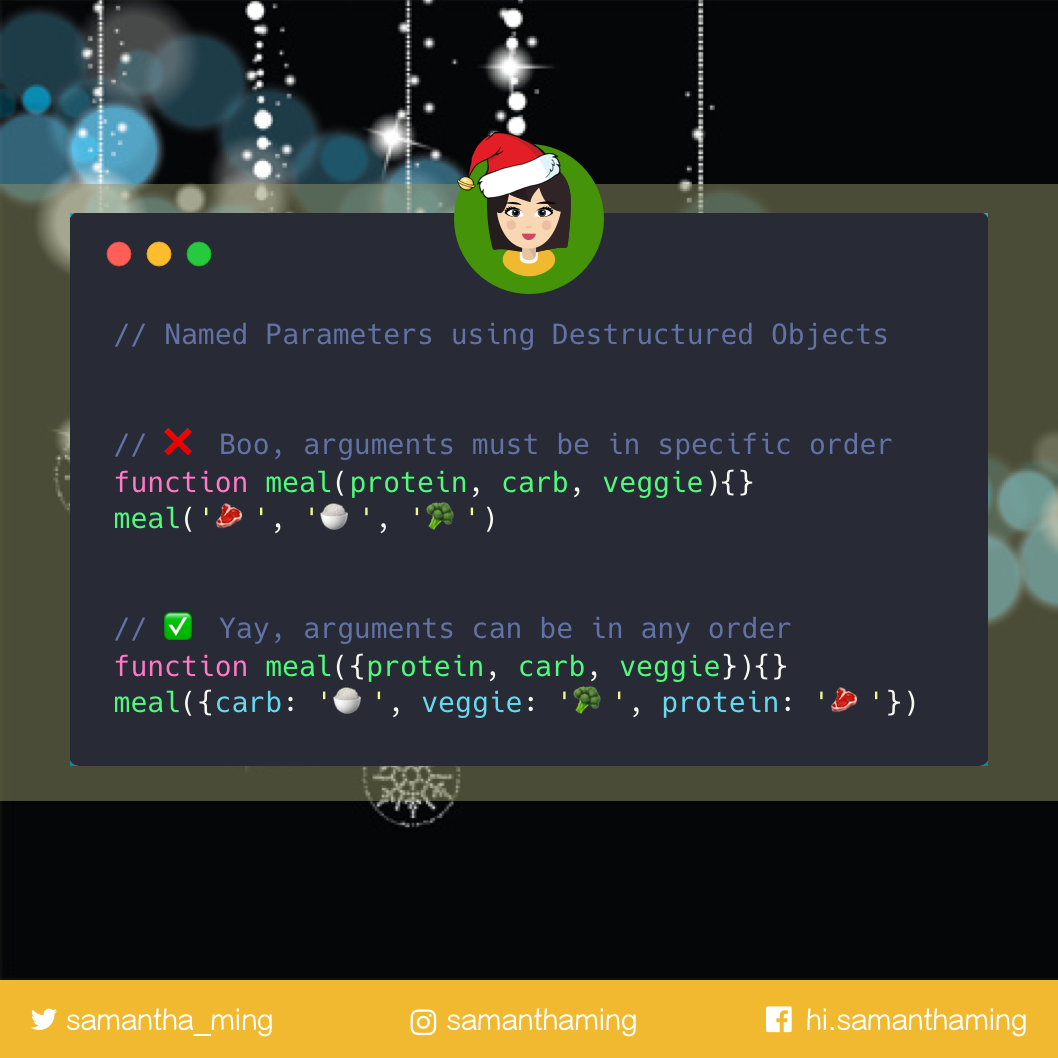 // Named Parameters using Destructured Objects
// ❌ Boo, arguments must be in specific order
function meal(protein, carb, veggie){}
meal('🥩 ', '🍚 ', '🥦 ')
// ✅ Yay, arguments can be in any order
function meal({protein, carb, veggie}){}
meal({carb: '🍚 ', veggie: '🥦 ', protein: '🥩 '})
samantha_ming
samanthaming
hi.samanthaming